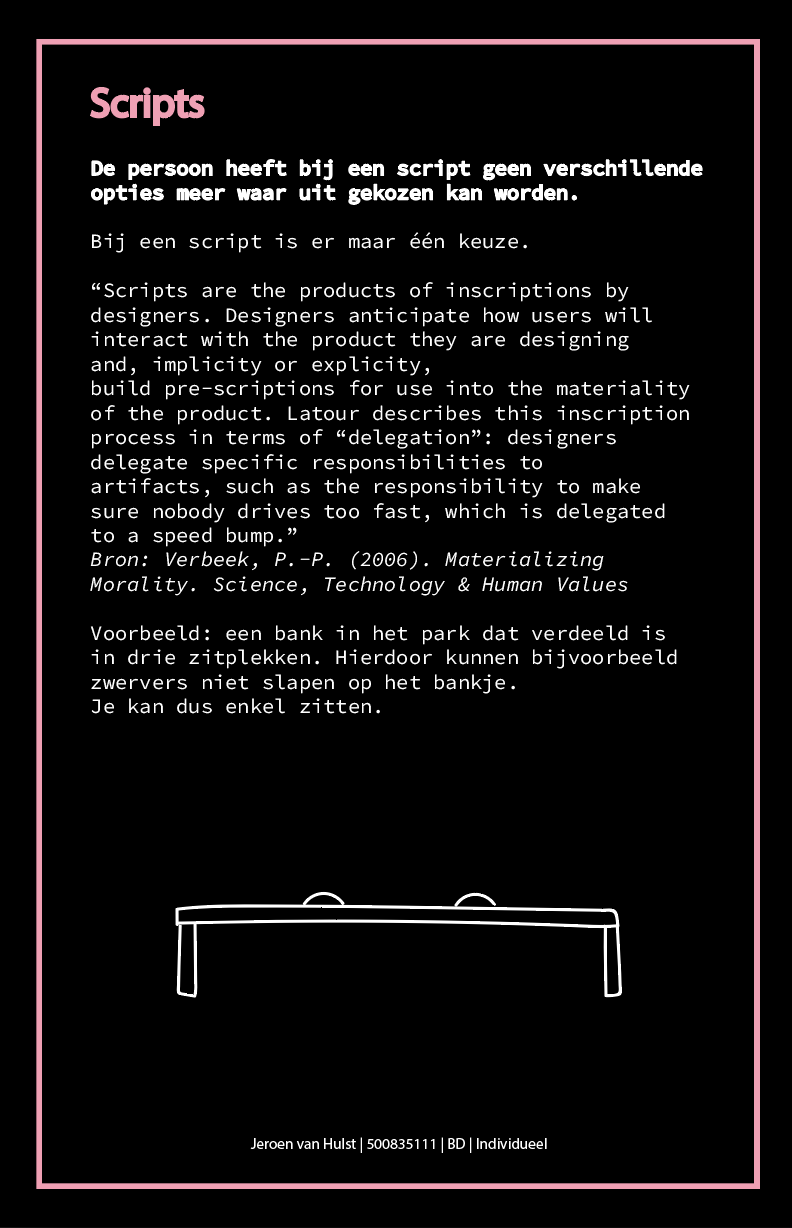 Scripts
De persoon heeft bij een script geen verschillende
opties meer waar uit gekozen kan worden.
Bij een script is er maar één keuze.
“Scripts are the products of inscriptions by
designers. Designers anticipate how users will
interact with the product they are designing
and, implicity or explicity,
build pre-scriptions for use into the materiality
of the product. Latour describes this inscription
process in terms of “delegation”: designers
delegate specific responsibilities to
artifacts, such as the responsibility to make
sure nobody drives too fast, which is delegated
to a speed bump.”
Bron: Verbeek, P.-P. (2006). Materializing
Morality. Science, Technology & Human Values
Voorbeeld: een bank in het park dat verdeeld is
in drie zitplekken. Hierdoor kunnen bijvoorbeeld
zwervers niet slapen op het bankje.
Je kan dus enkel zitten.
Jeroen van Hulst | 500835111 | BD | Individueel